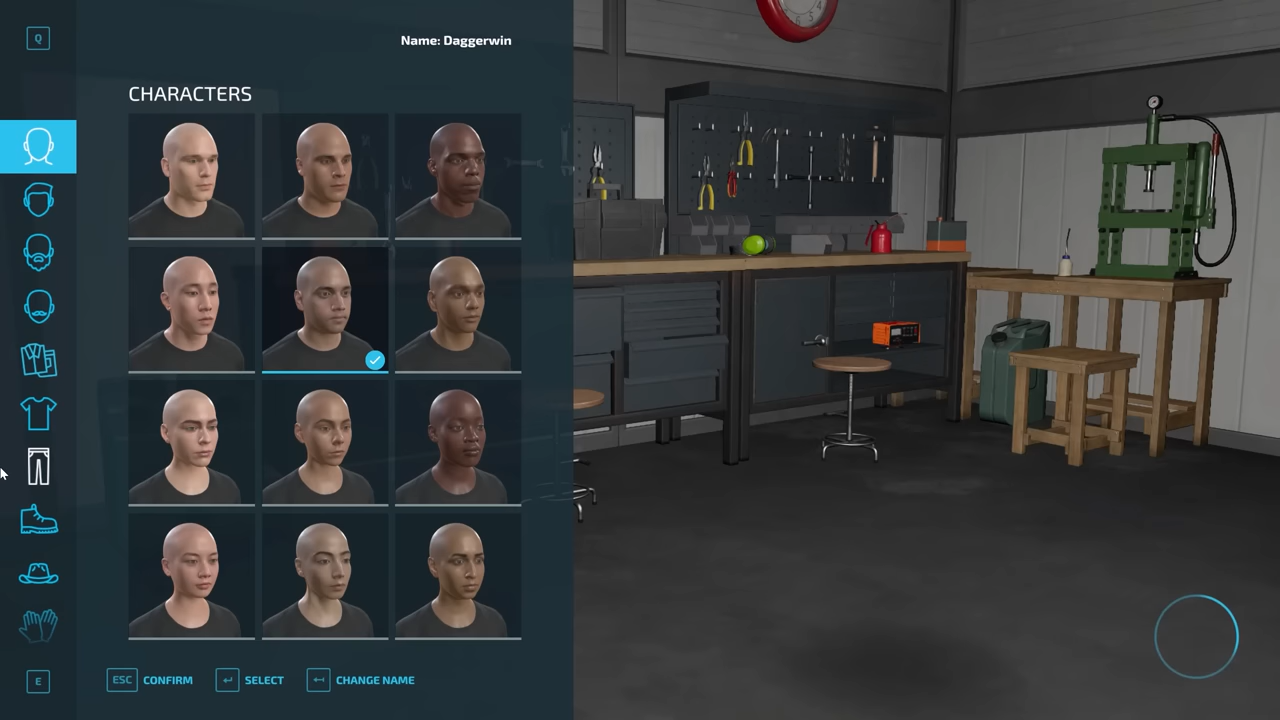 Q
Name: Daggerwin
CHARACTERS
E
ESC CONFIRM
SELECT
CHANGE NAME